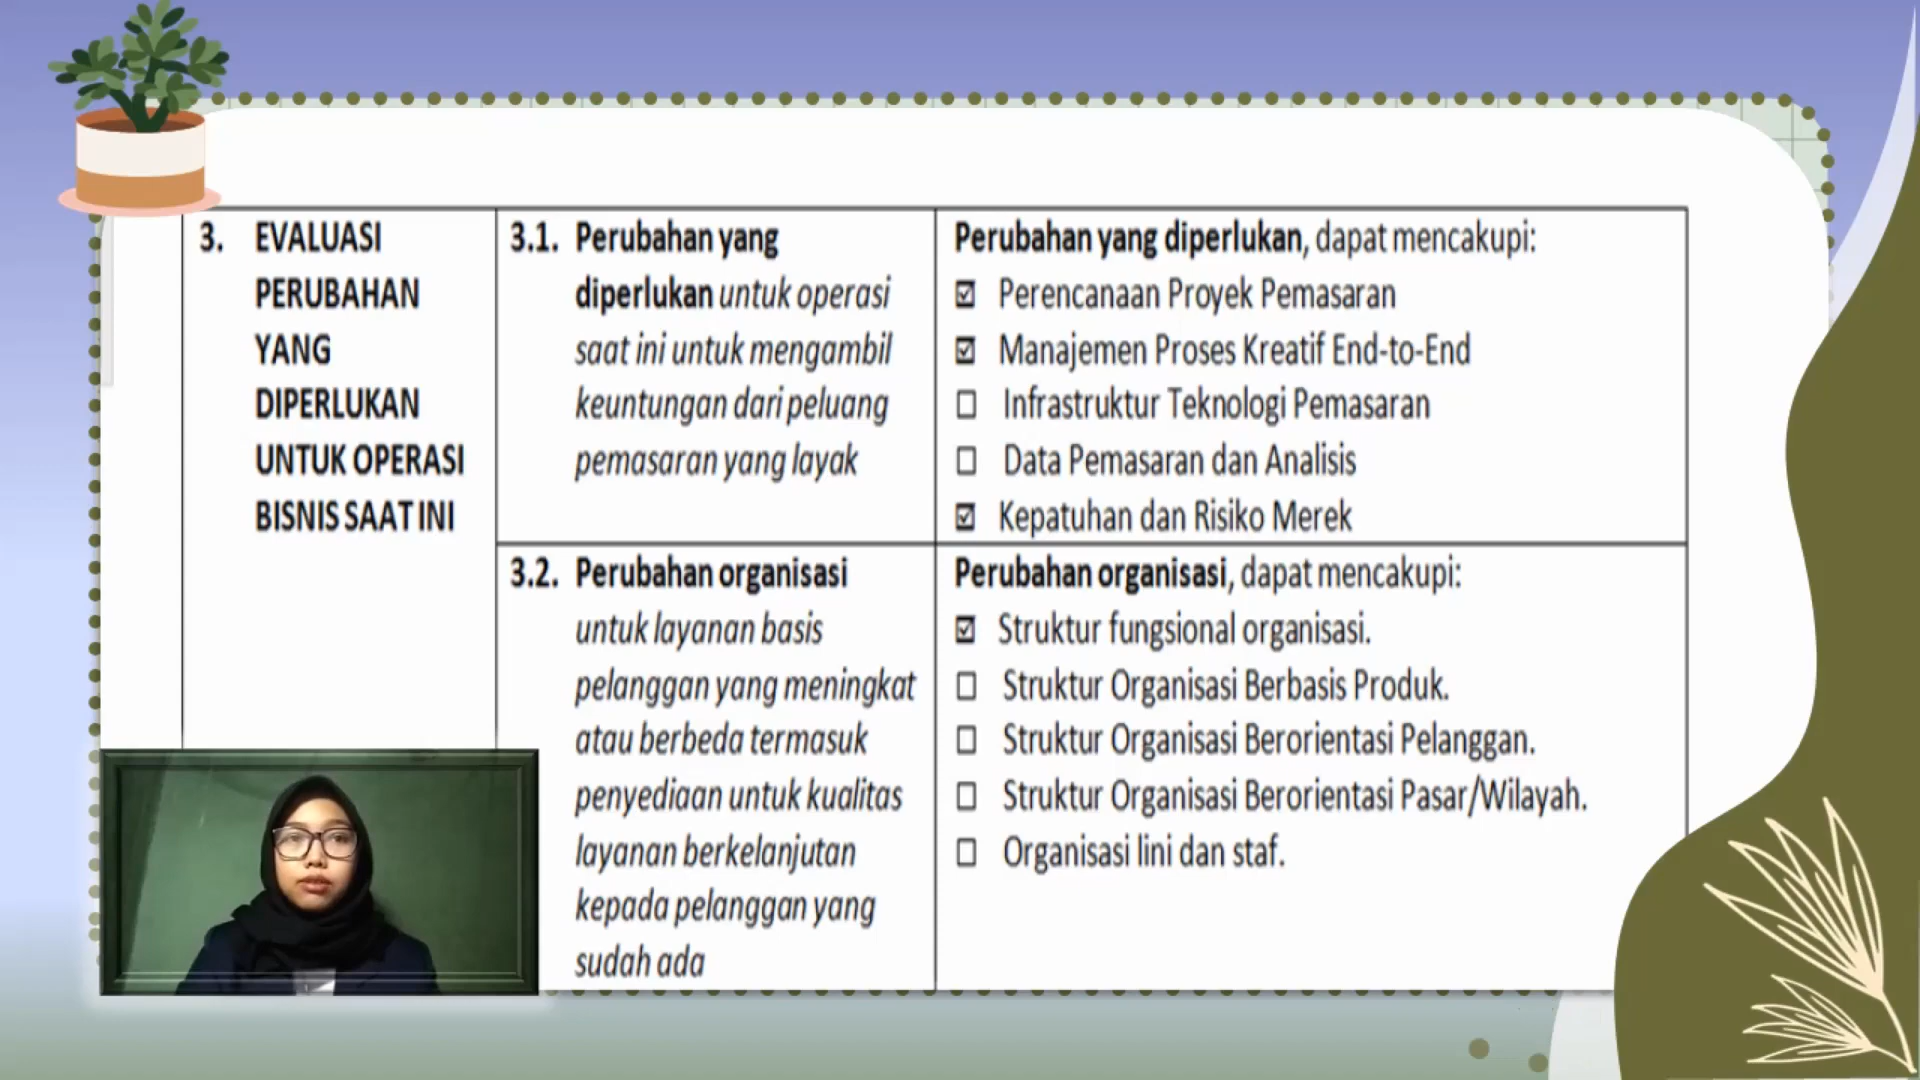 3. EVALUASI
PERUBAHAN
YANG
DIPERLUKAN
UNTUK OPERASI
BISNIS SAAT INI
3.1. Perubahan yang
diperlukan untuk operasi
saat ini untuk mengambil
keuntungan dari peluang
pemasaran yang layak
Perubahan yang diperlukan, dapat mencakupi:
☑ Perencanaan Proyek Pemasaran
☑ Manajemen Proses Kreatif End-to-End
☐ Infrastruktur Teknologi Pemasaran
☐ Data Pemasaran dan Analisis
☑ Kepatuhan dan Risiko Merek
3.2. Perubahan organisasi
untuk layanan basis
pelanggan yang meningkat
atau berbeda termasuk
penyediaan untuk kualitas
layanan berkelanjutan
kepada pelanggan yang
sudah ada
Perubahan organisasi, dapat mencakupi:
☑ Struktur fungsional organisasi.
☐ Struktur Organisasi Berbasis Produk.
☐ Struktur Organisasi Berorientasi Pelanggan.
☐ Struktur Organisasi Berorientasi Pasar/Wilayah.
☐ Organisasi lini dan staf.